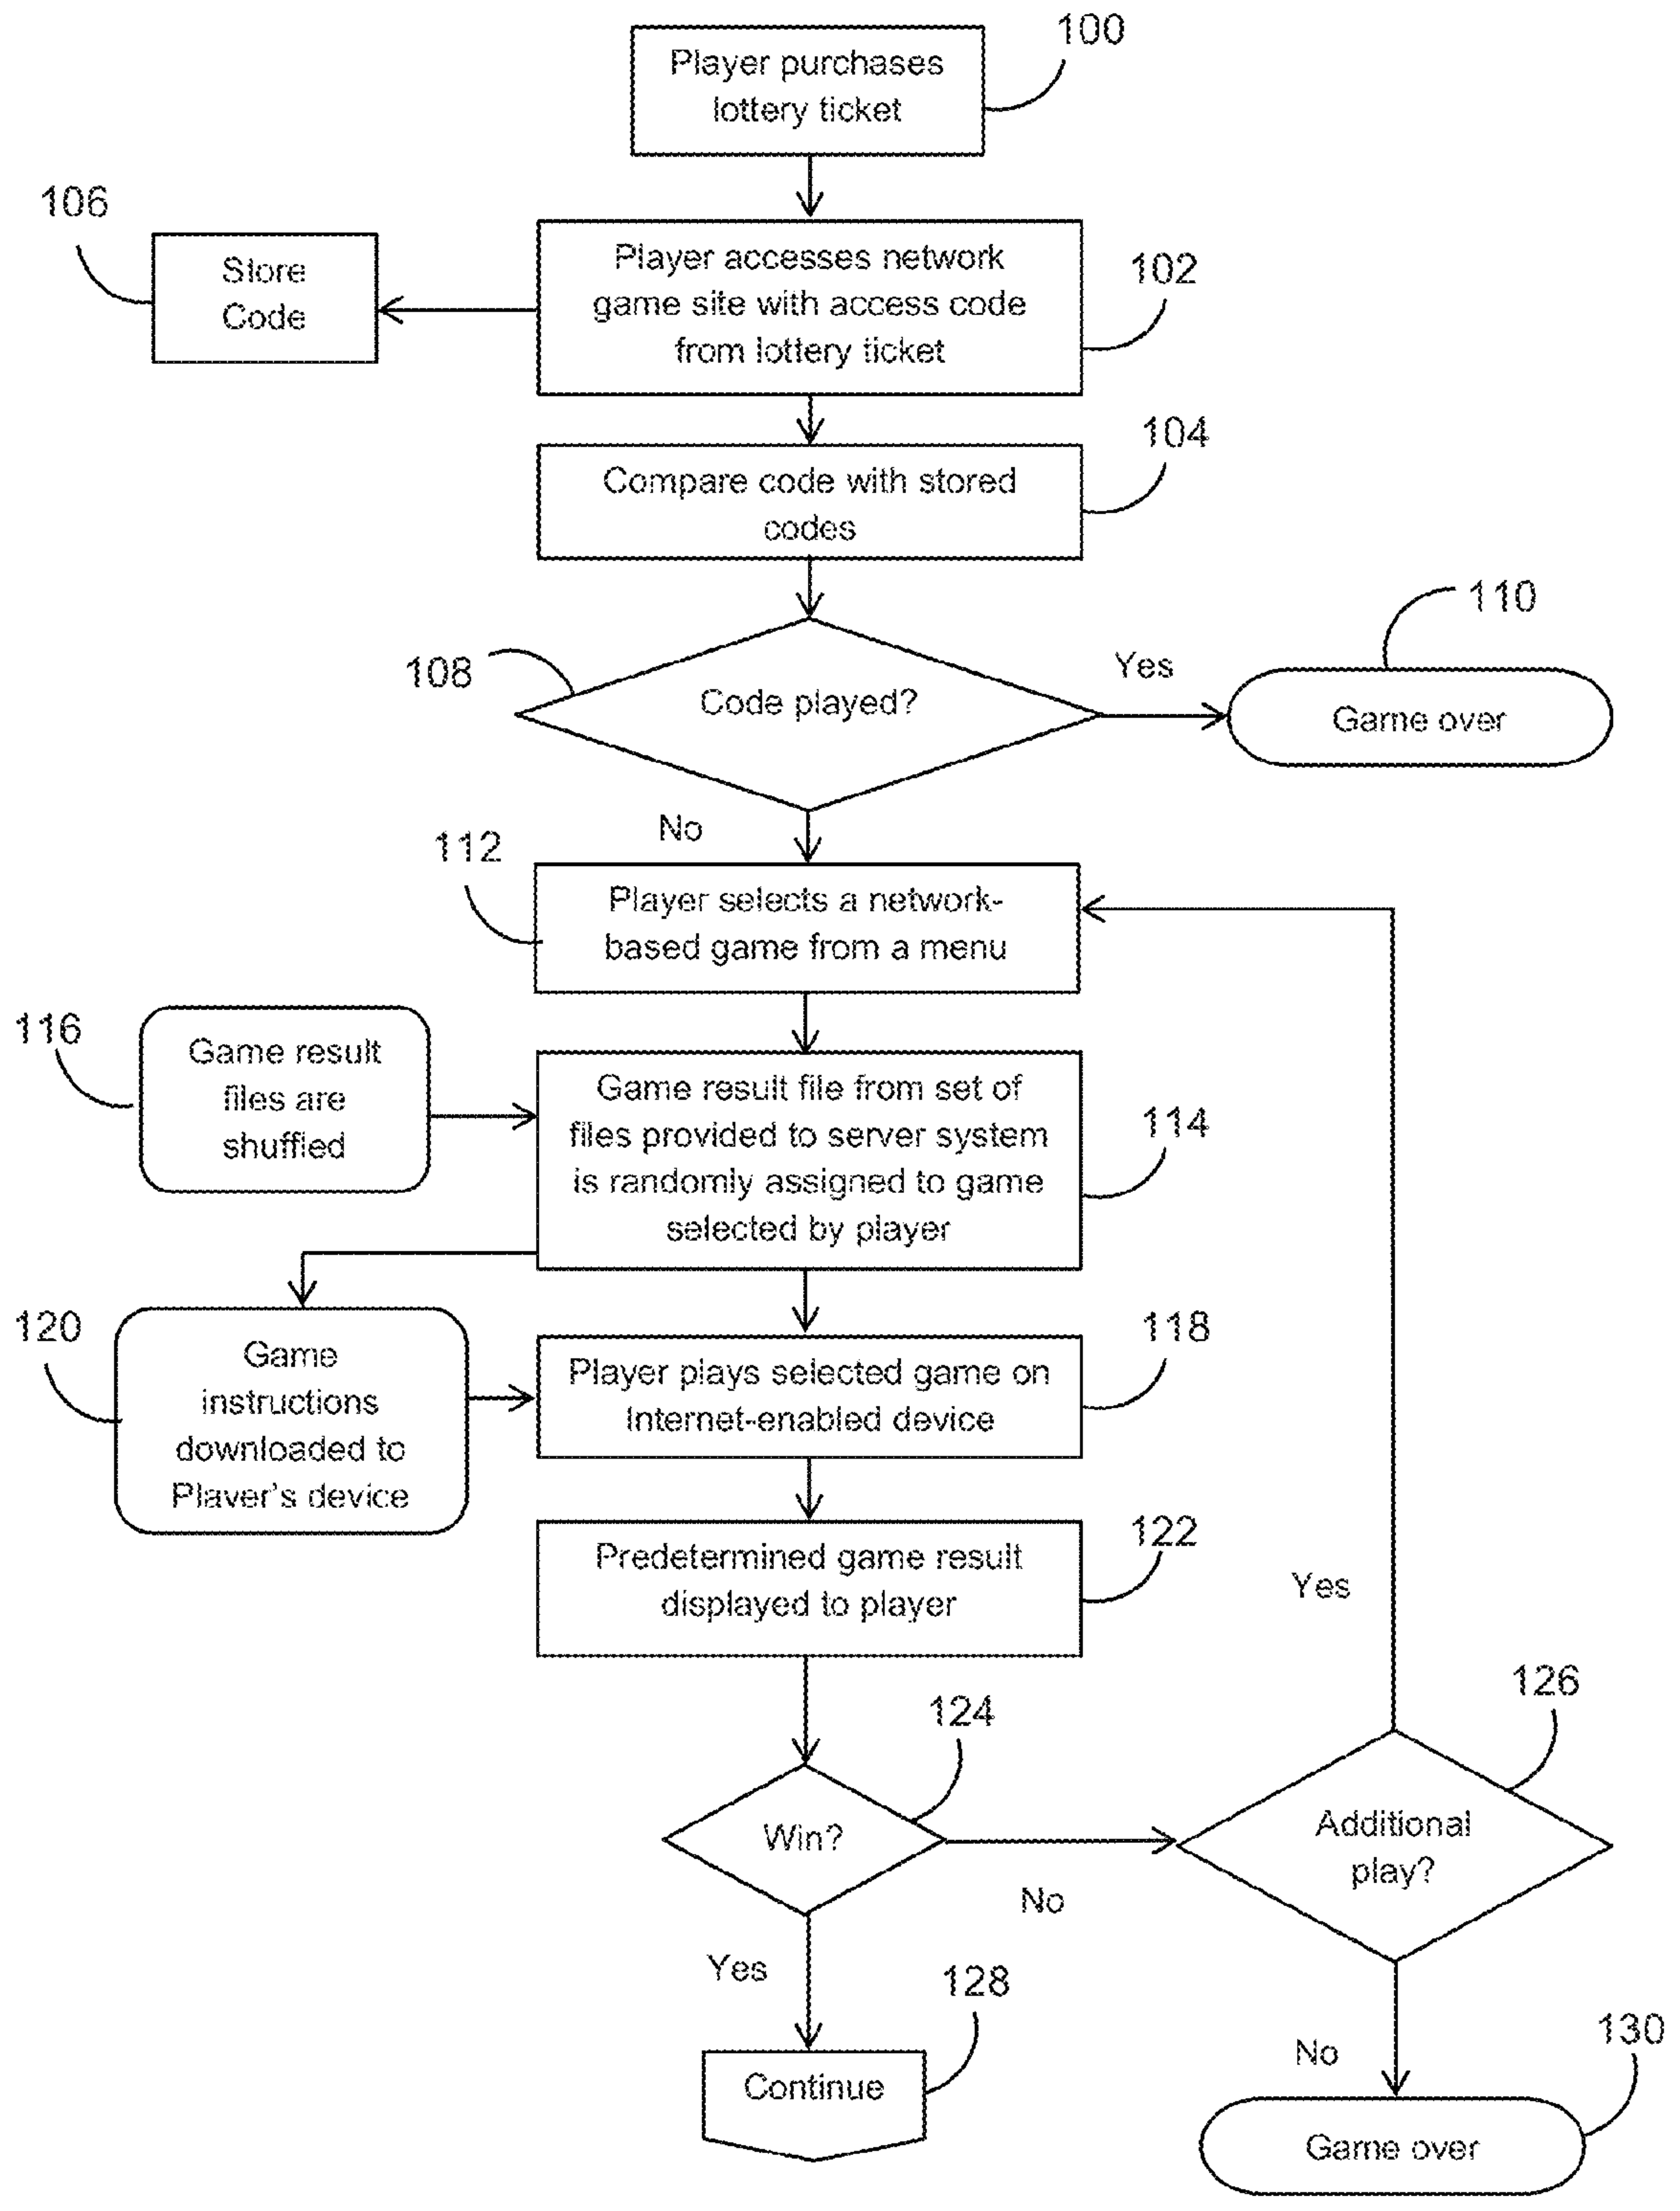 100
Player purchases
lottery ticket
106
Store
Code
Player accesses network
game site with access code
from lottery ticket
102
104
Compare code with stored
codes
108
Code played?
Yes
110
Game over
No
112
Player selects a network-
based game from a menu
116
Game result
files are
shuffled
Game result file from set of
files provided to server system
is randomly assigned to game
selected by player
114
120
Game
instructions
downloaded to
Player's device
118
Player plays selected game on
Internet-enabled device
122
Predetermined game result
displayed to player
Yes
124
126
Win?
Additional
play?
No
Yes
128
Continue
No
130
Game over